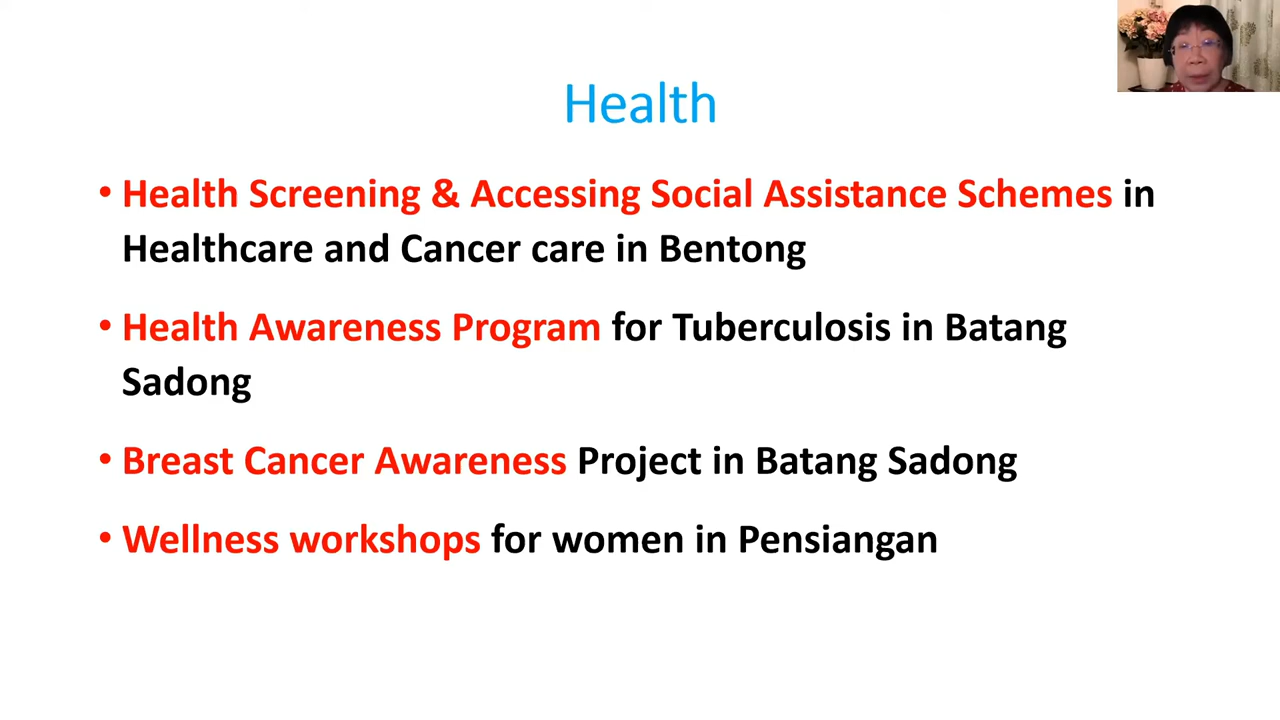 Health
• Health Screening & Accessing Social Assistance Schemes in
Healthcare and Cancer care in Bentong
• Health Awareness Program for Tuberculosis in Batang
Sadong
• Breast Cancer Awareness Project in Batang Sadong
• Wellness workshops for women in Pensiangan